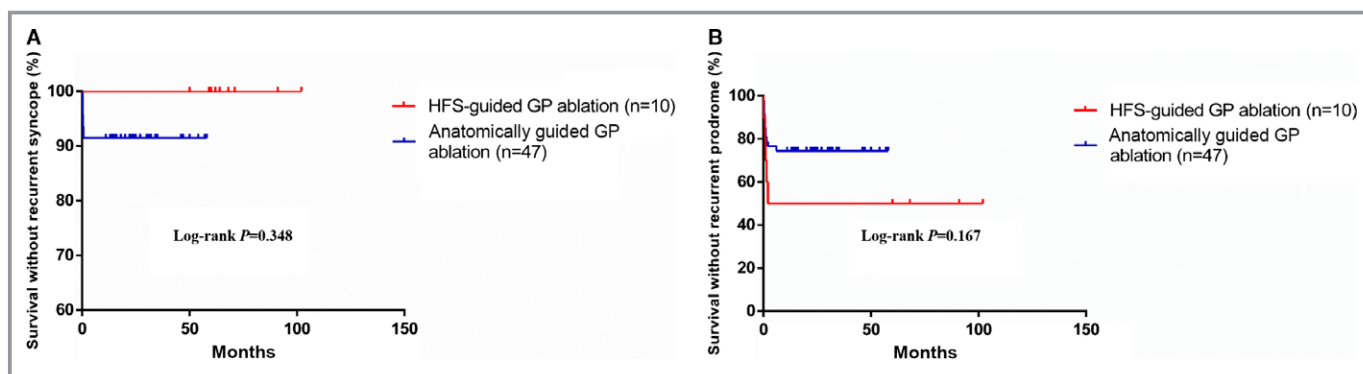 A
Survival without recurrent syncope (%)
100
90
80
70
60
0
50
100
150
Months
HFS-guided GP ablation (n=10)
Anatomically guided GP
ablation (n=47)
Log-rank P=0.348
B
Survival without recurrent prodrome (%)
100
80
60
40
20
0
0
50
100
150
Months
HFS-guided GP ablation (n=10)
Anatomically guided GP
ablation (n=47)
Log-rank P=0.167